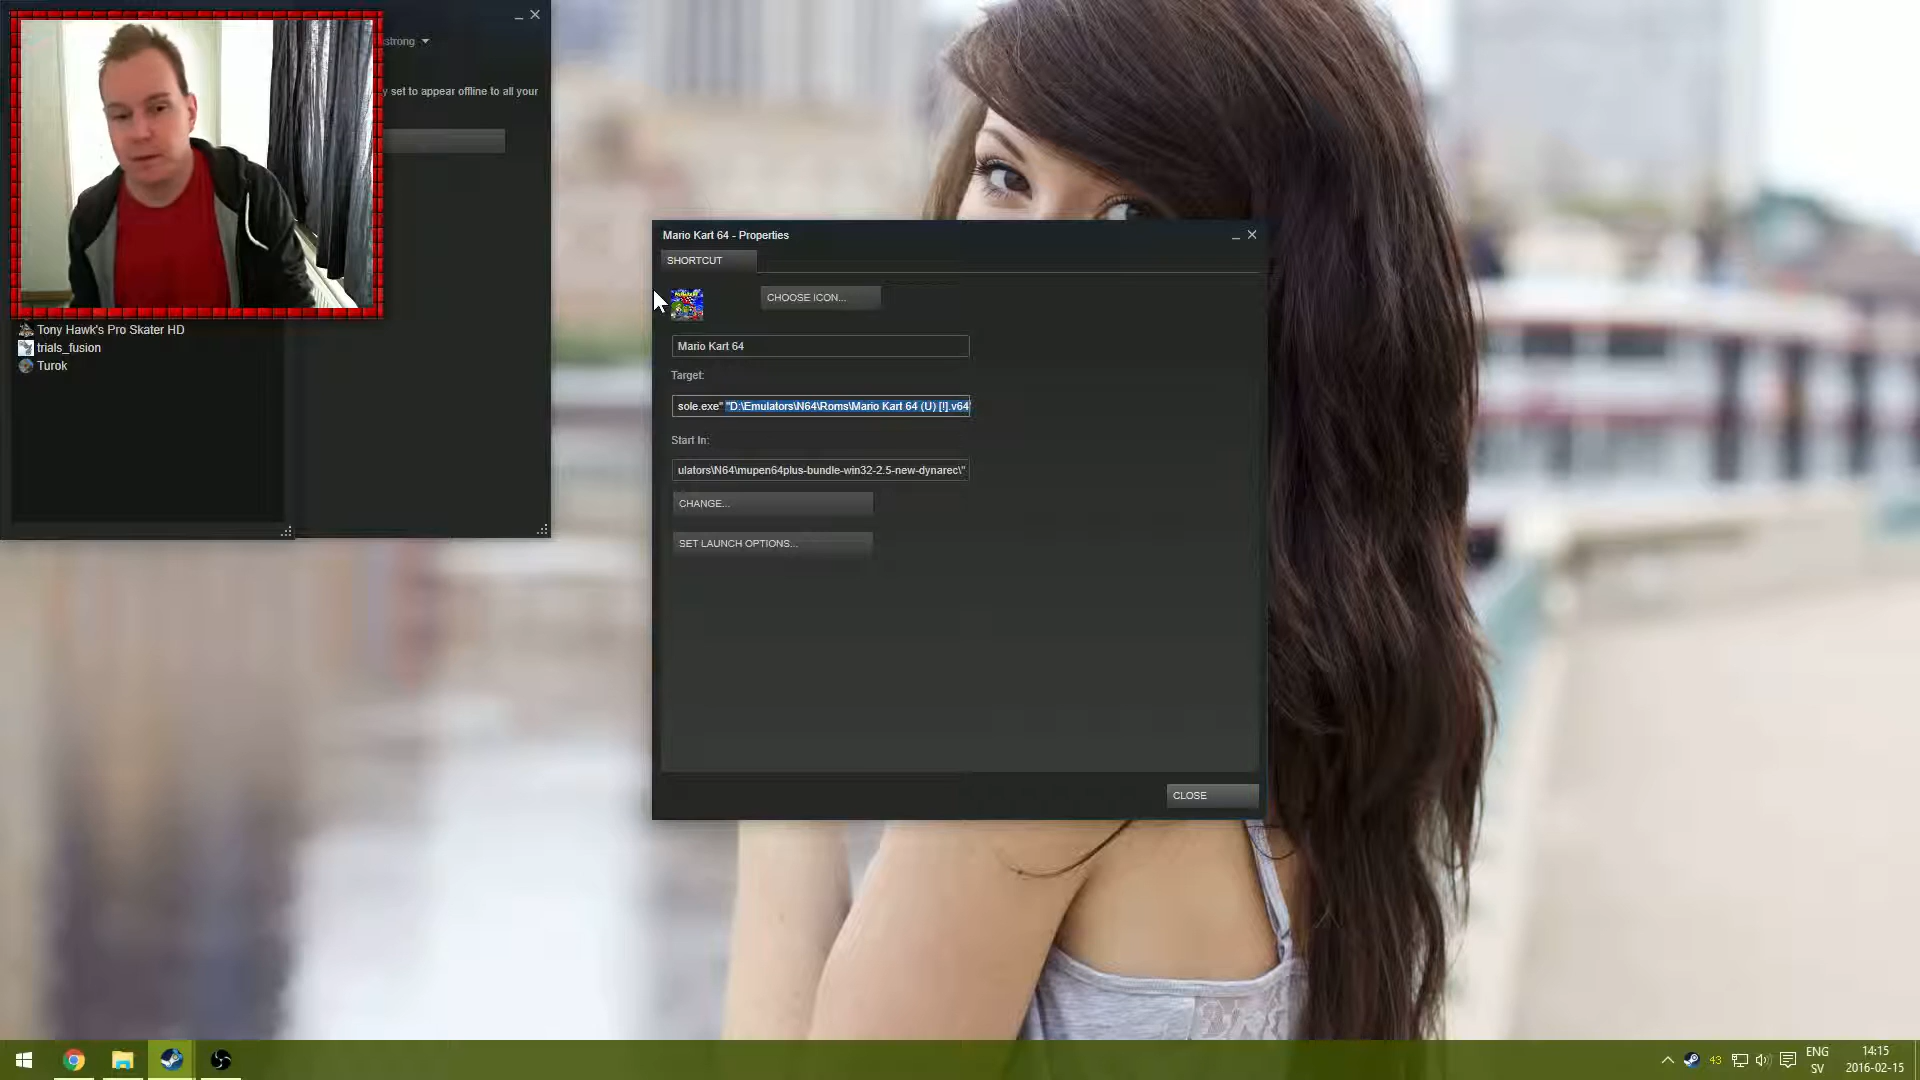 strong
y set to appear offline to all your
Tony Hawk's Pro Skater HD
trials_fusion
Turok
Mario Kart 64 - Properties
SHORTCUT
CHOOSE ICON...
Mario Kart 64
Target:
sole.exe" "D:\Emulators\N64\Roms\Mario Kart 64 (U) [!].v64"
Start In:
ulators\N64\mupen64plus-bundle-win32-2.5-new-dynarec\"
CHANGE...
SET LAUNCH OPTIONS...
CLOSE
43
ENG
SV
14:15
2016-02-15